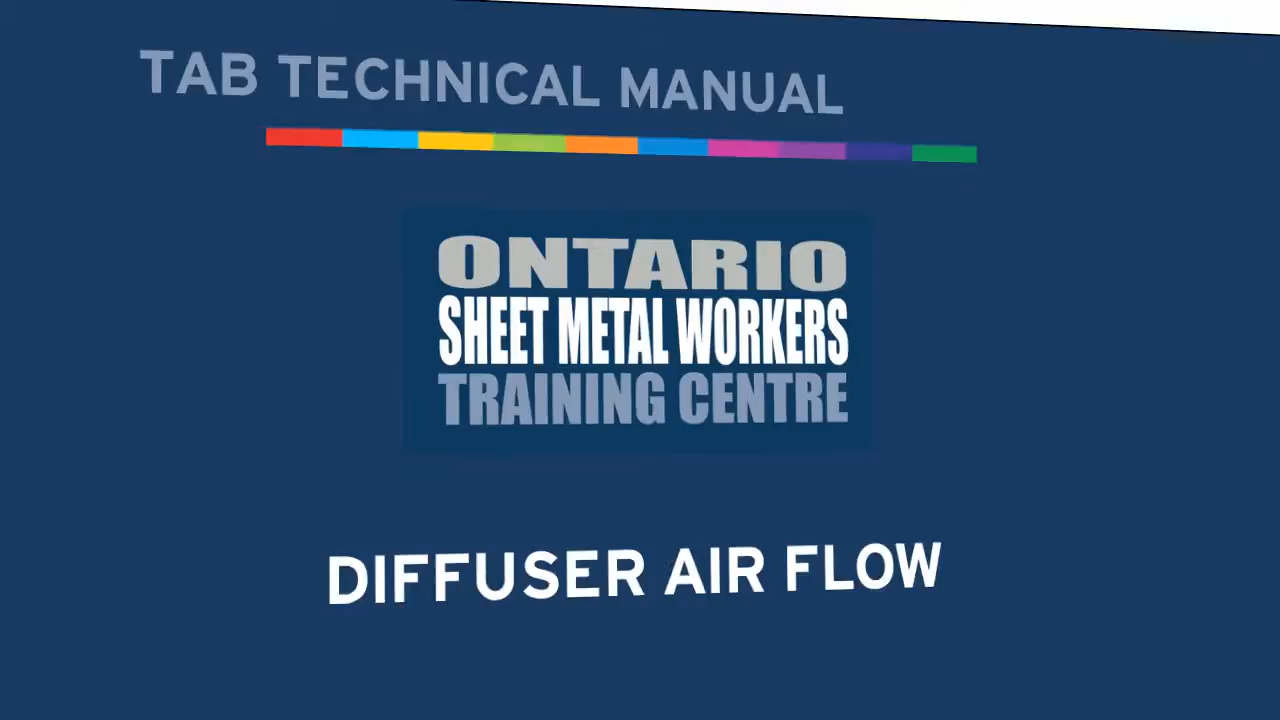 TAB TECHNICAL MANUAL
ONTARIO
SHEET METAL WORKERS
TRAINING CENTRE
DIFFUSER AIR FLOW